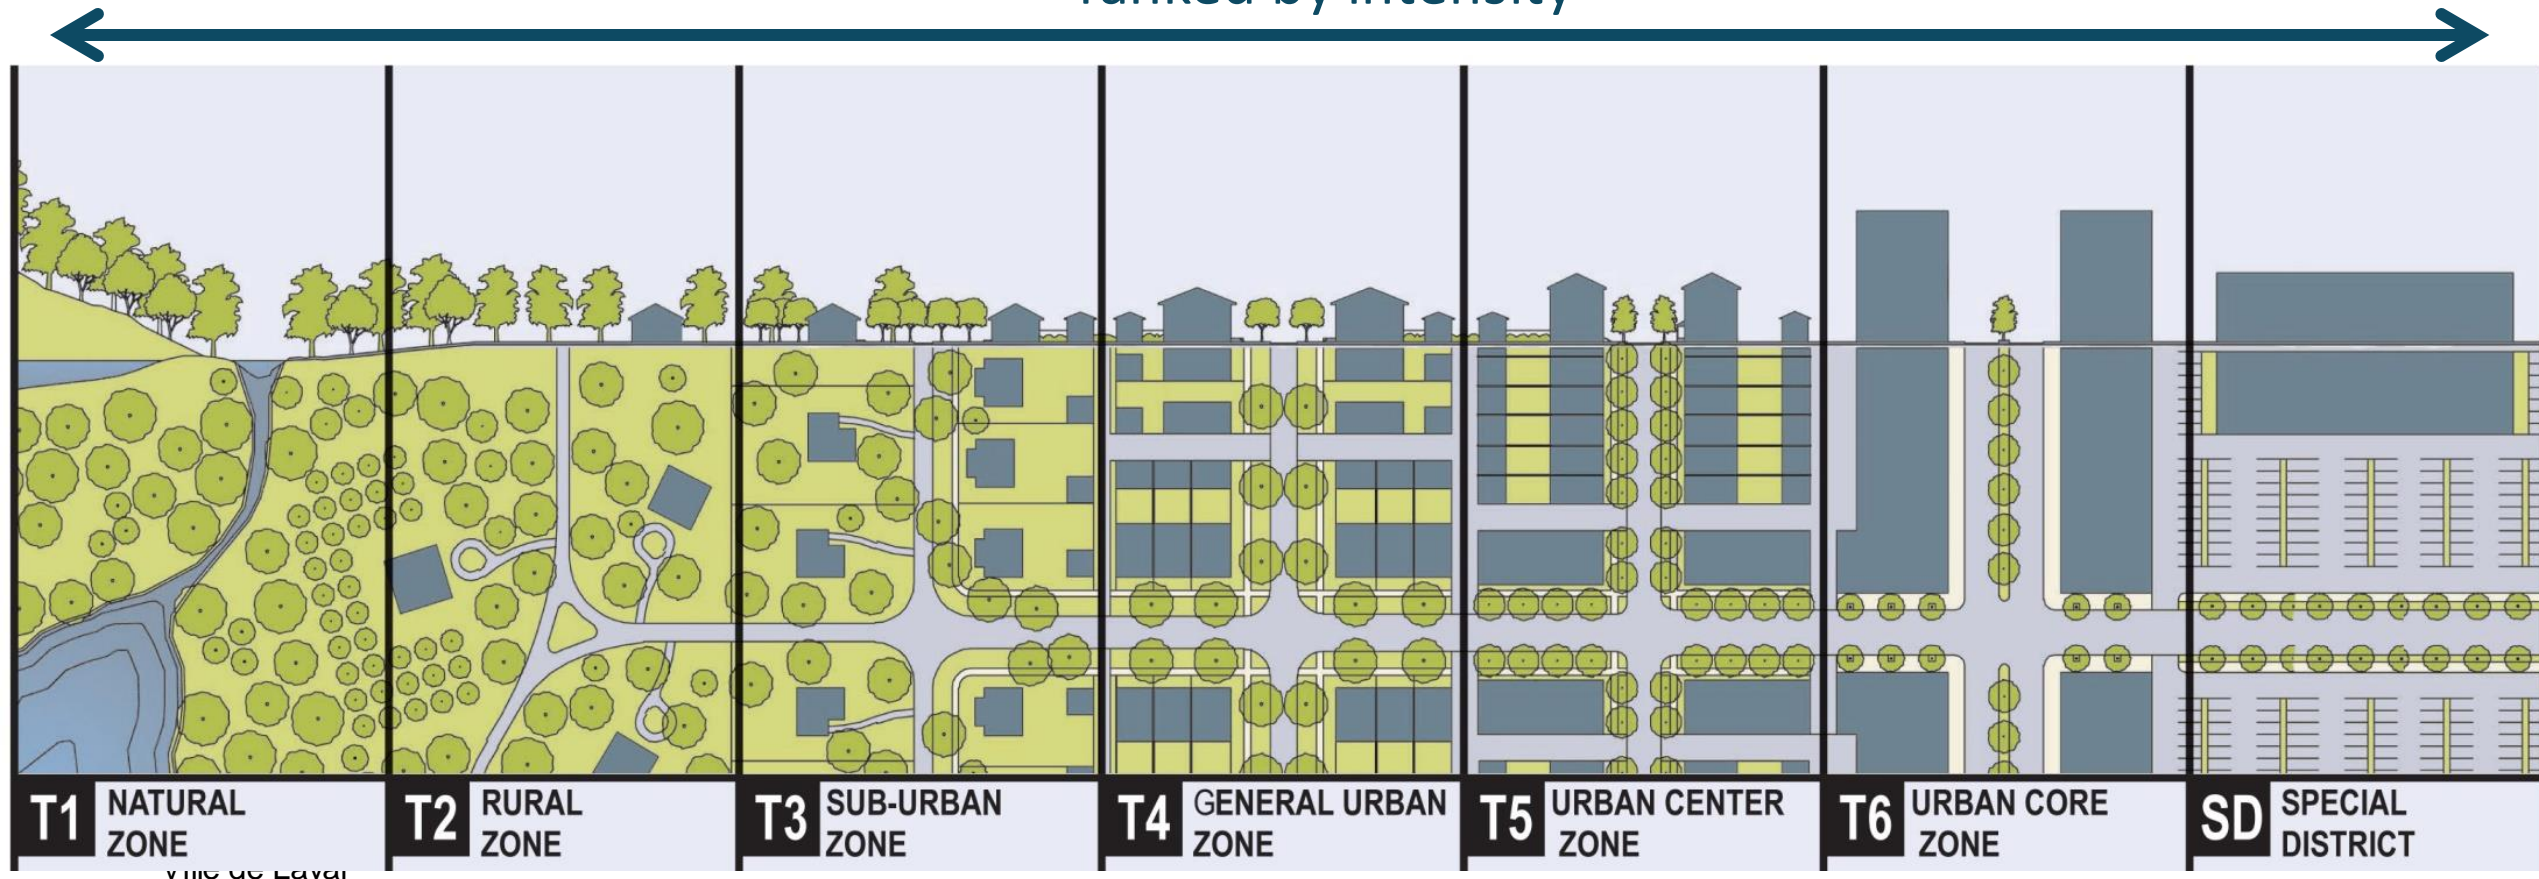 ranked by intensity
T1 NATURAL
ZONE
T2 RURAL
ZONE
T3 SUB-URBAN
ZONE
T4 GENERAL URBAN
ZONE
T5 URBAN CENTER
ZONE
T6 URBAN CORE
ZONE
SD SPECIAL
DISTRICT
Ville de Laval